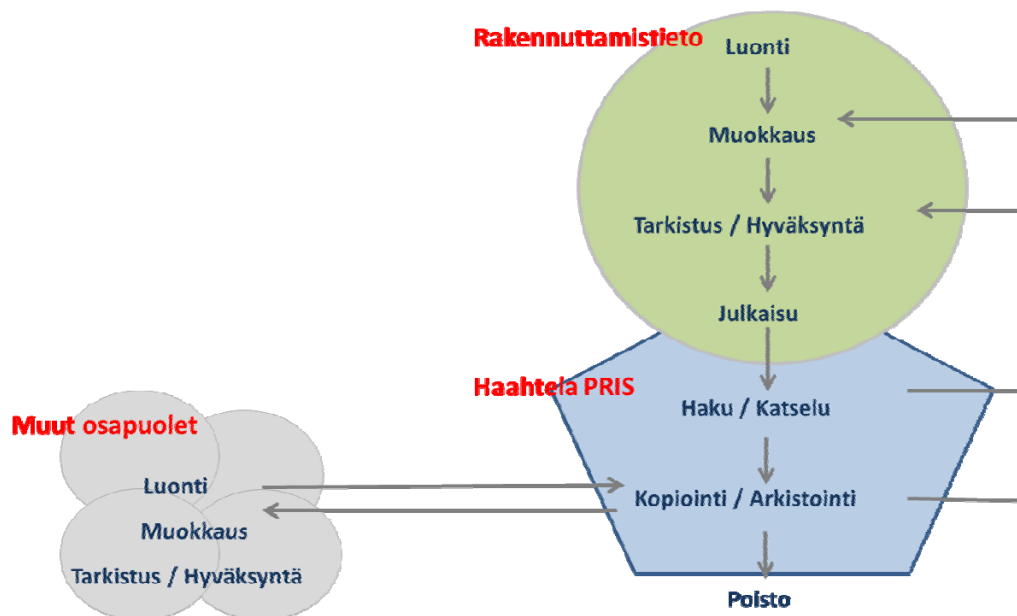 Rakennuttamistieto
Luonti
Muokkaus
Tarkistus / Hyväksyntä
Julkaisu
Haahtela PRIS
Haku / Katselu
Kopiointi / Arkistointi
Poisto
Muut osapuolet
Luonti
Muokkaus
Tarkistus / Hyväksyntä